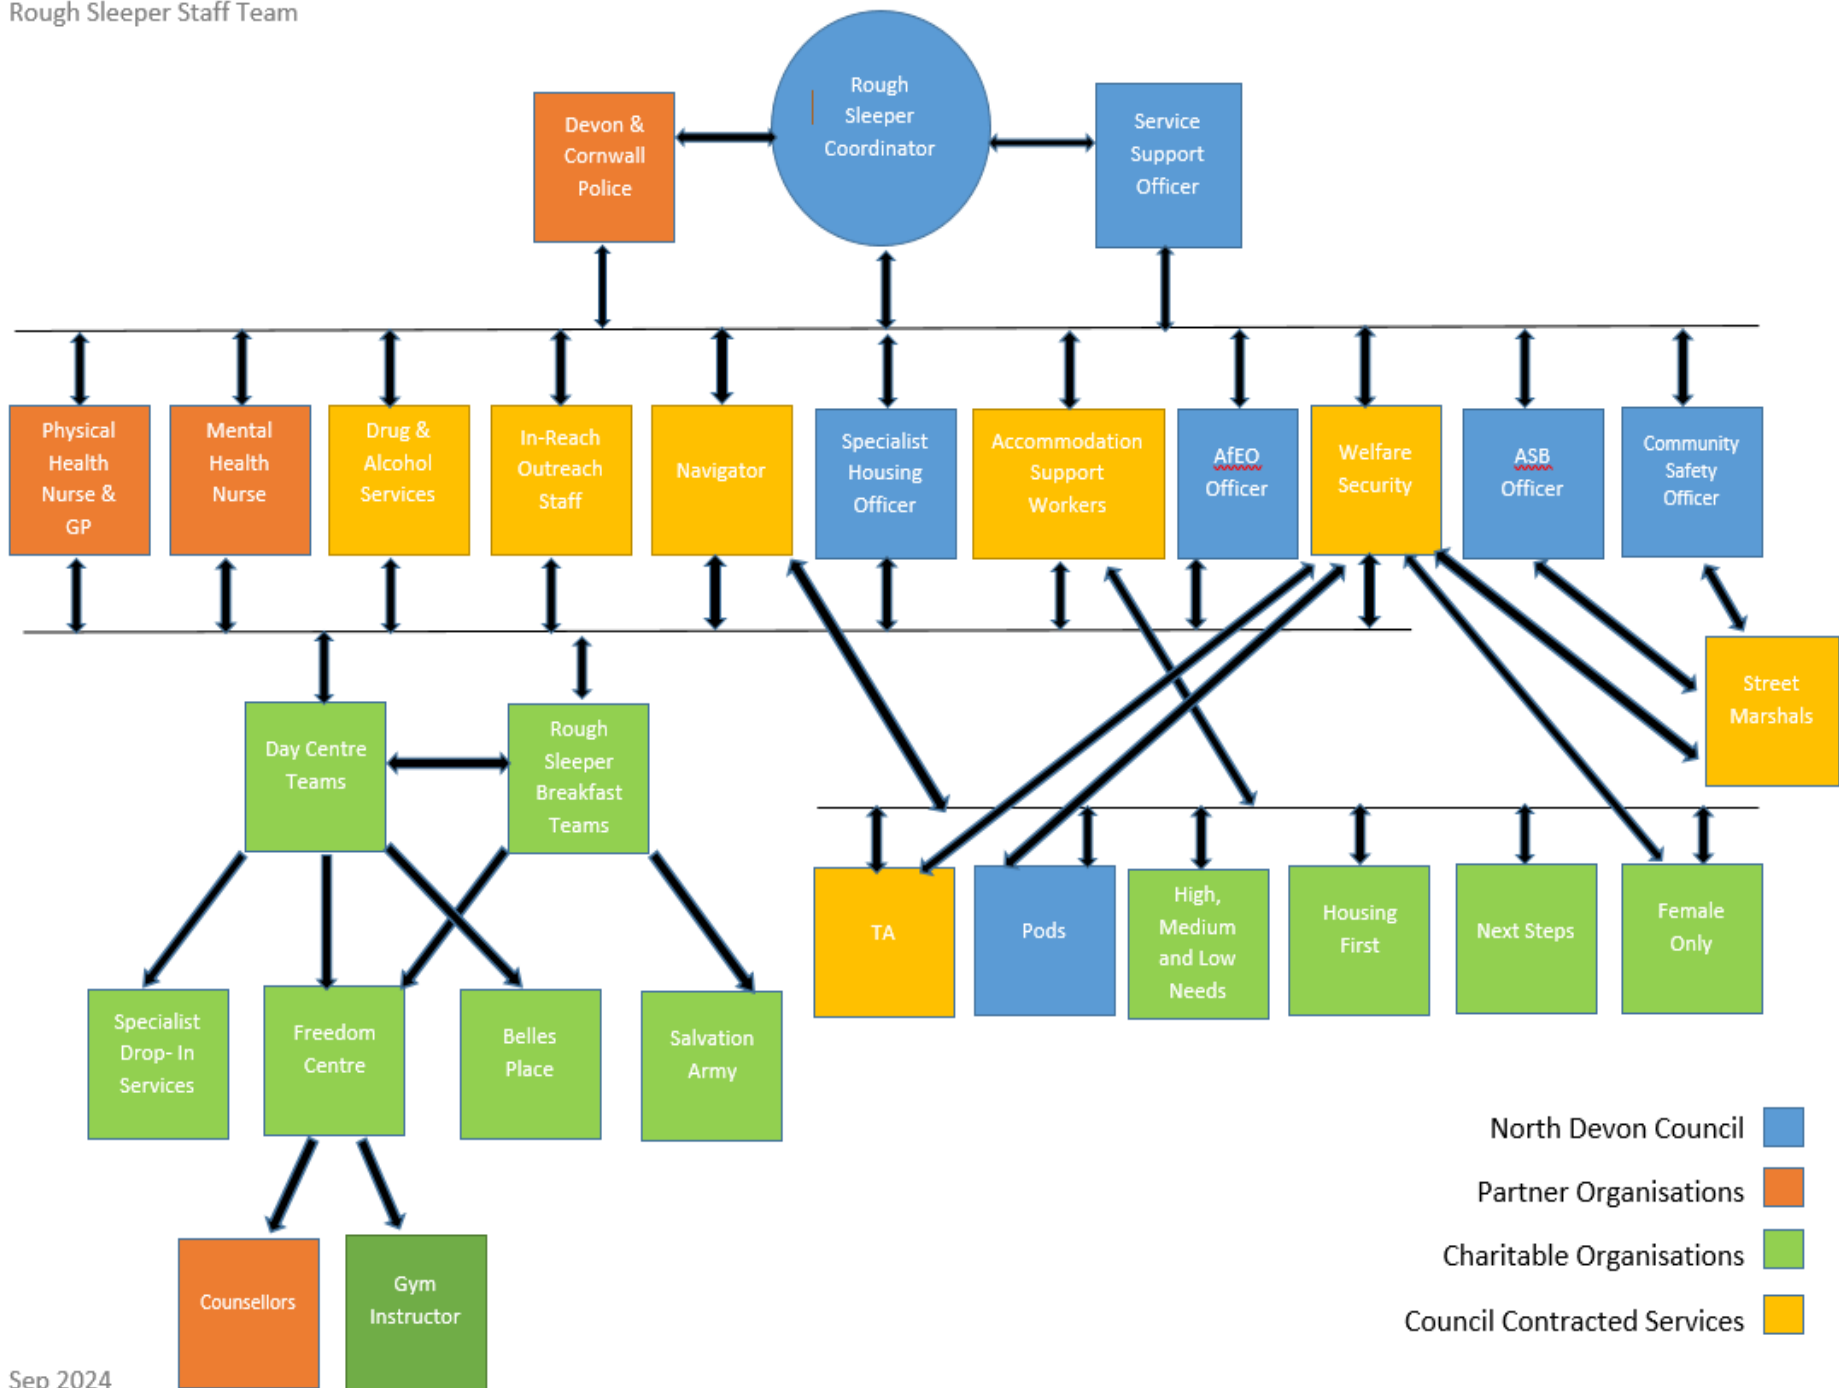 Rough Sleeper Staff Team
Rough
Sleeper
Coordinator
Devon &
Cornwall
Police
Service
Support
Officer
Physical
Health
Nurse &
GP
Mental
Health
Nurse
Drug &
Alcohol
Services
In-Reach
Outreach
Staff
Navigator
Specialist
Housing
Officer
Accommodation
Support
Workers
AfEO
Officer
Welfare
Security
ASB
Officer
Community
Safety
Officer
Street
Marshals
Day Centre
Teams
Rough
Sleeper
Breakfast
Teams
TA
Pods
High,
Medium
and Low
Needs
Housing
First
Next Steps
Female
Only
Specialist
Drop- In
Services
Freedom
Centre
Belles
Place
Salvation
Army
Counsellors
Gym
Instructor
North Devon Council
Partner Organisations
Charitable Organisations
Council Contracted Services
Sep 2024